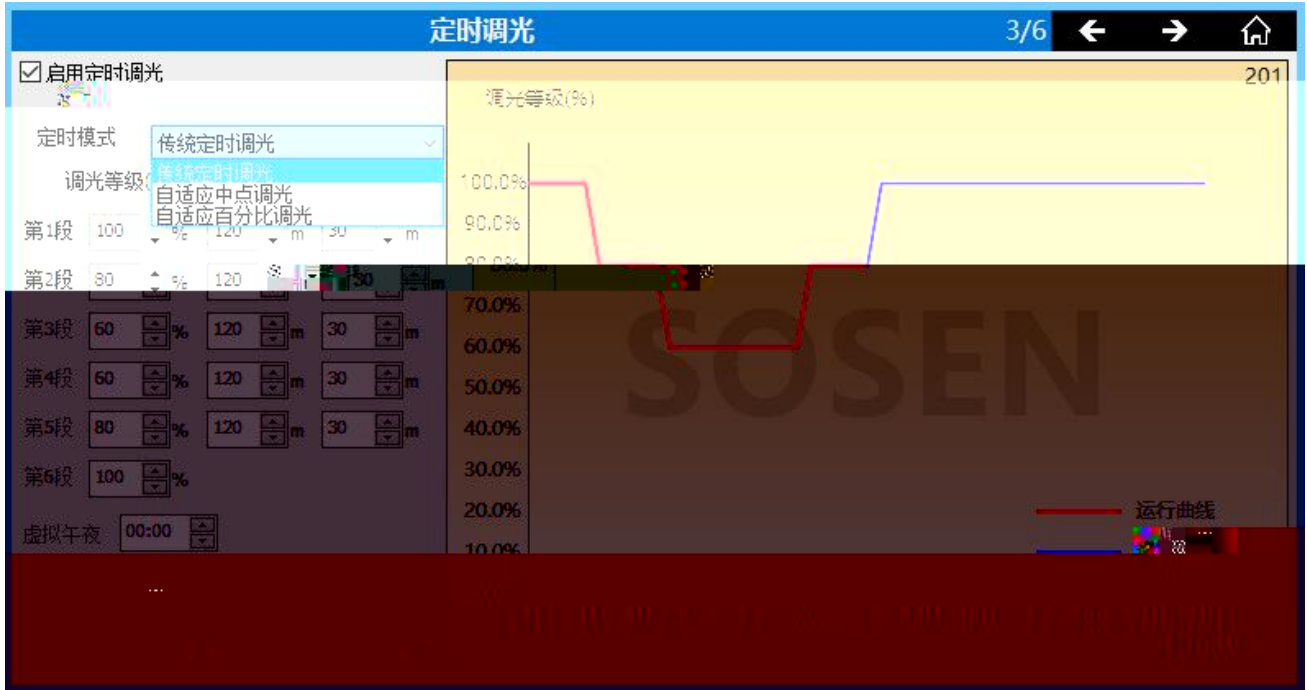 定时调光
3/6
启用定时调光
201
调光等级(%)
定时模式
传统定时调光
传统定时调光
自适应中点调光
自适应百分比调光
调光等级
第1段 100 % 120 m 30 m
第2段 80 % 120 30 m
第3段 60 % 120 m 30 m
第4段 60 % 120 m 30 m
第5段 80 % 120 m 30 m
第6段 100 %
虚拟午夜 00:00
100.0%
90.0%
80.0%
70.0%
60.0%
50.0%
40.0%
30.0%
20.0%
10.0%
SOSEN
运行曲线